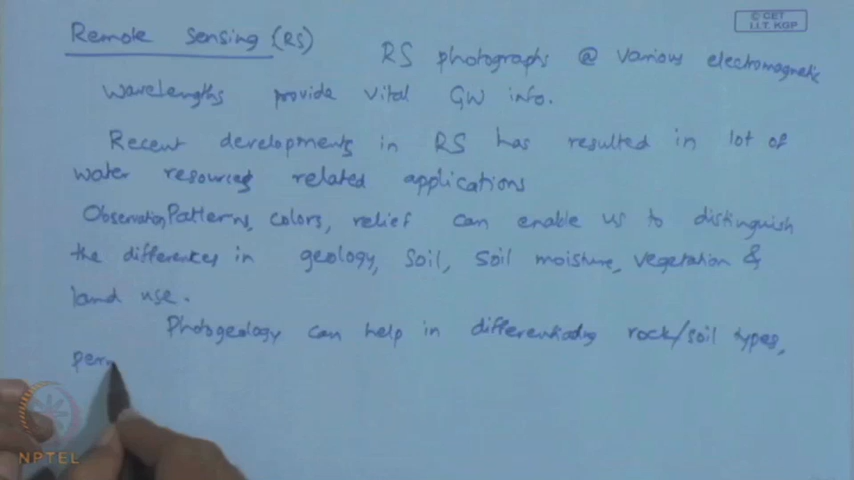 © CET
I.I.T KGP
Remote Sensing (RS)
RS photographs @ various electromagnetic
wavelengths provide vital GW info.
Recent developments in RS has resulted in lot of
water resources related applications
Observation Patterns, colors, relief can enable us to distinguish
the differences in geology, soil, soil moisture, vegetation &
land use.
Photogeology can help in differentiating rock/soil types,
perm
NPTEL